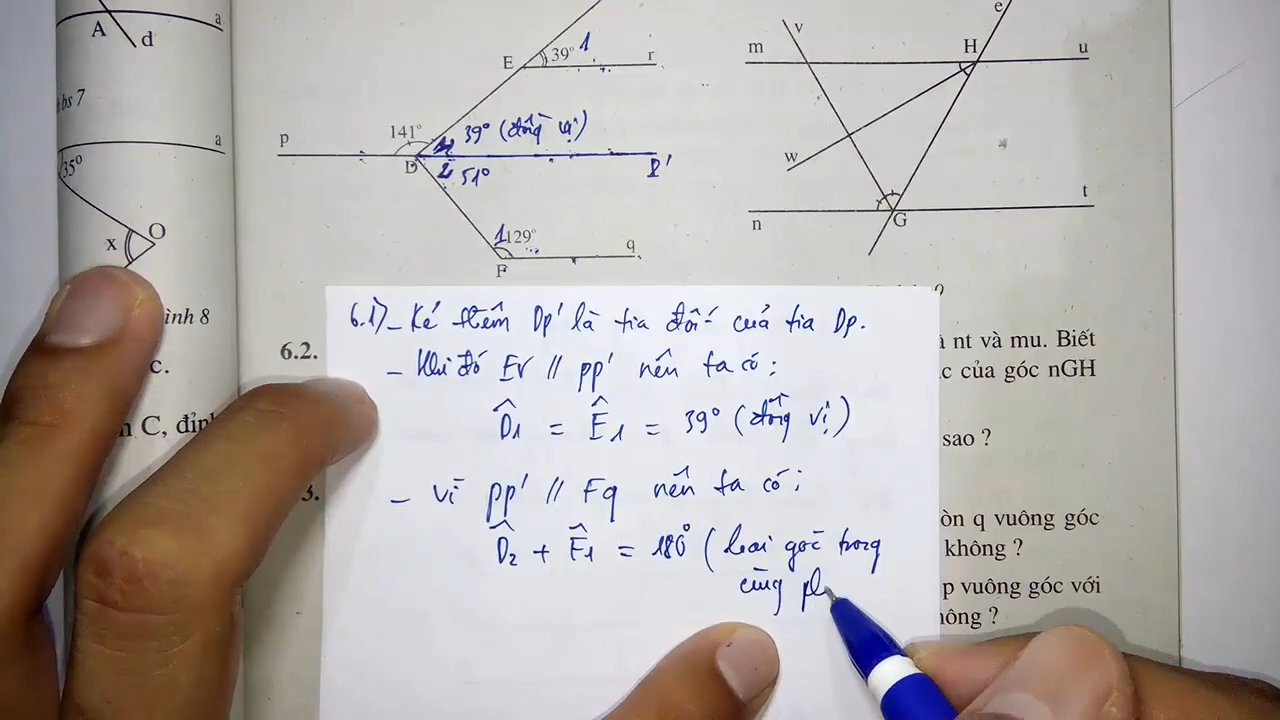 A
d
a
bs 7
a
35°
x
O
ình 8
c.
n C, đỉn
E
39°
1
r
p
141°
39° (đồng vị)
D
2
51°
P'
1
129°
F
q
v
m
H
e
u
w
n
G
t
6.2.
3.
à nt và mu. Biết
c của góc nGH
sao ?
òn q vuông góc
không ?
p vuông góc với
hông ?
6.1) - Kẻ thêm Dp' là tia đối của tia Dp.
- Khi đó Er // pp' nên ta có:
D̂1 = Ê1 = 39° (đồng vị)
- Vì pp' // Fq nên ta có:
D̂2 + F̂1 = 180° (hai góc trong
cùng ph